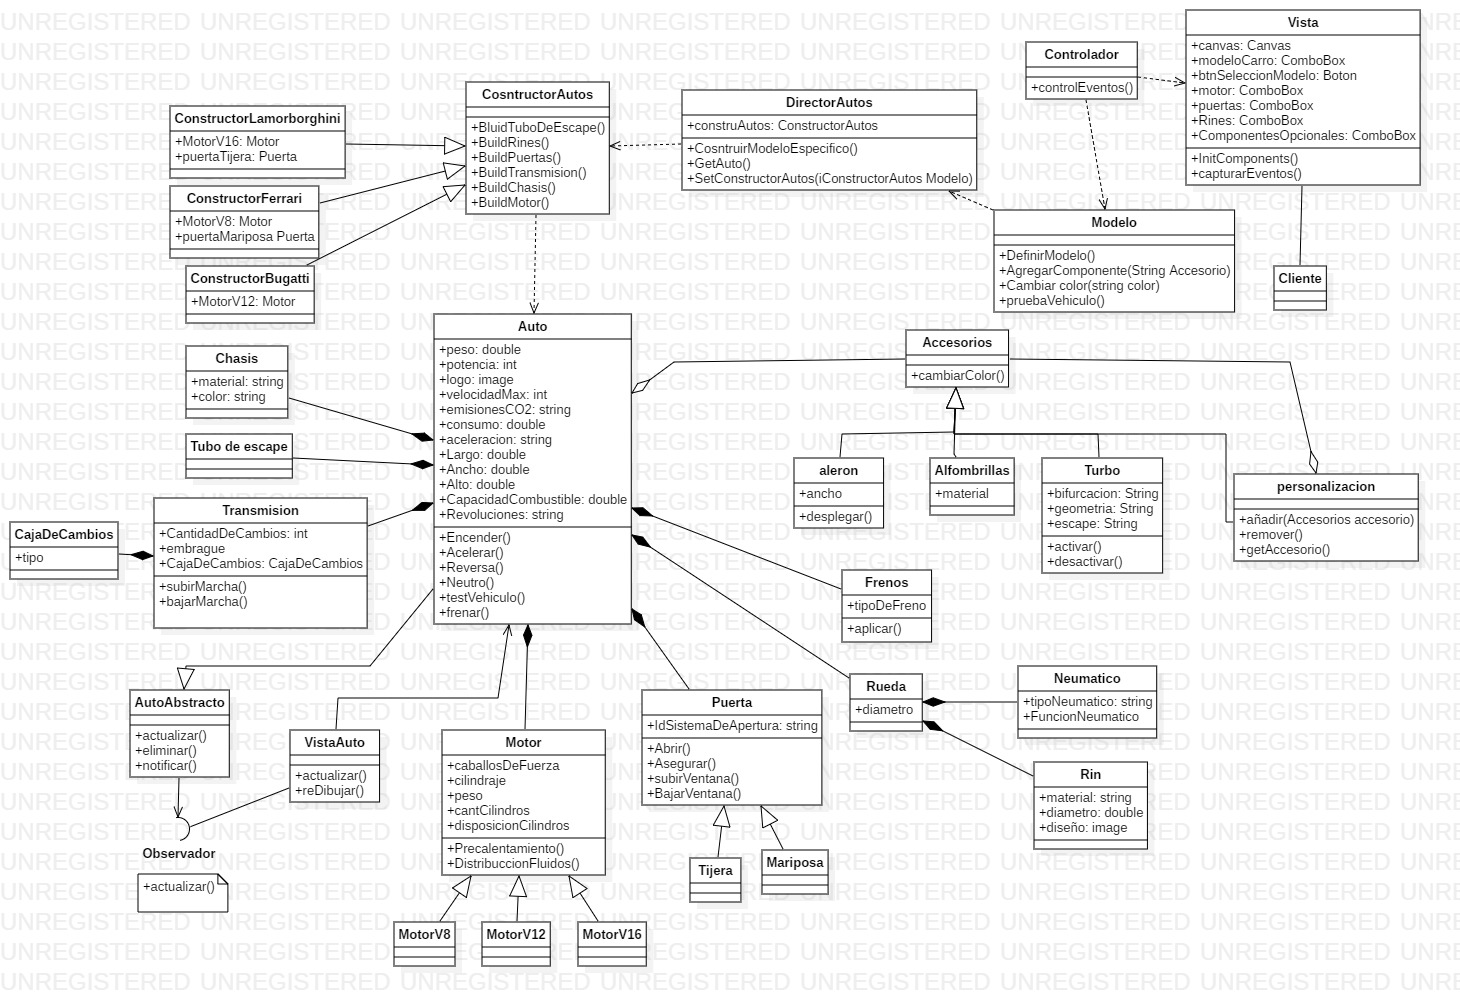 Vista
+canvas: Canvas
+modeloCarro: ComboBox
+btnSeleccionModelo: Boton
+motor: ComboBox
+puertas: ComboBox
+Rines: ComboBox
+ComponentesOpcionales: ComboBox
+InitComponents()
+capturarEventos()
Controlador
+controlEventos()
CosntructorAutos
+BluidTuboDeEscape()
+BuildRines()
+BuildPuertas()
+BuildTransmision()
+BuildChasis()
+BuildMotor()
DirectorAutos
+construAutos: ConstructorAutos
+CosntruirModeloEspecifico()
+GetAuto()
+SetConstructorAutos(iConstructorAutos Modelo)
ConstructorLamorborghini
+MotorV16: Motor
+puertaTijera: Puerta
ConstructorFerrari
+MotorV8: Motor
+puertaMariposa Puerta
ConstructorBugatti
+MotorV12: Motor
Modelo
+DefinirModelo()
+AgregarComponente(String Accesorio)
+Cambiar color(string color)
+pruebaVehiculo()
Cliente
Auto
+peso: double
+potencia: int
+logo: image
+velocidadMax: int
+emisionesCO2: string
+consumo: double
+aceleracion: string
+Largo: double
+Ancho: double
+Alto: double
+CapacidadCombustible: double
+Revoluciones: string
+Encender()
+Acelerar()
+Reversa()
+Neutro()
+testVehiculo()
+frenar()
Chasis
+material: string
+color: string
Tubo de escape
Transmision
+CantidadDeCambios: int
+embrague
+CajaDeCambios: CajaDeCambios
+subirMarcha()
+bajarMarcha()
CajaDeCambios
+tipo
Accesorios
+cambiarColor()
aleron
+ancho
+desplegar()
Alfombrillas
+material
Turbo
+bifurcacion: String
+geometria: String
+escape: String
+activar()
+desactivar()
personalizacion
+añadir(Accesorios accesorio)
+remover()
+getAccesorio()
Frenos
+tipoDeFreno
+aplicar()
Rueda
+diametro
Neumatico
+tipoNeumatico: string
+FuncionNeumatico
Rin
+material: string
+diametro: double
+diseño: image
AutoAbstracto
+actualizar()
+eliminar()
+notificar()
VistaAuto
+actualizar()
+reDibujar()
Observador
+actualizar()
Motor
+caballosDeFuerza
+cilindraje
+peso
+cantCilindros
+disposicionCilindros
+Precalentamiento()
+DistribuccionFluidos()
Puerta
+IdSistemaDeApertura: string
+Abrir()
+Asegurar()
+subirVentana()
+BajarVentana()
Tijera
Mariposa
MotorV8
MotorV12
MotorV16
UNREGISTERED